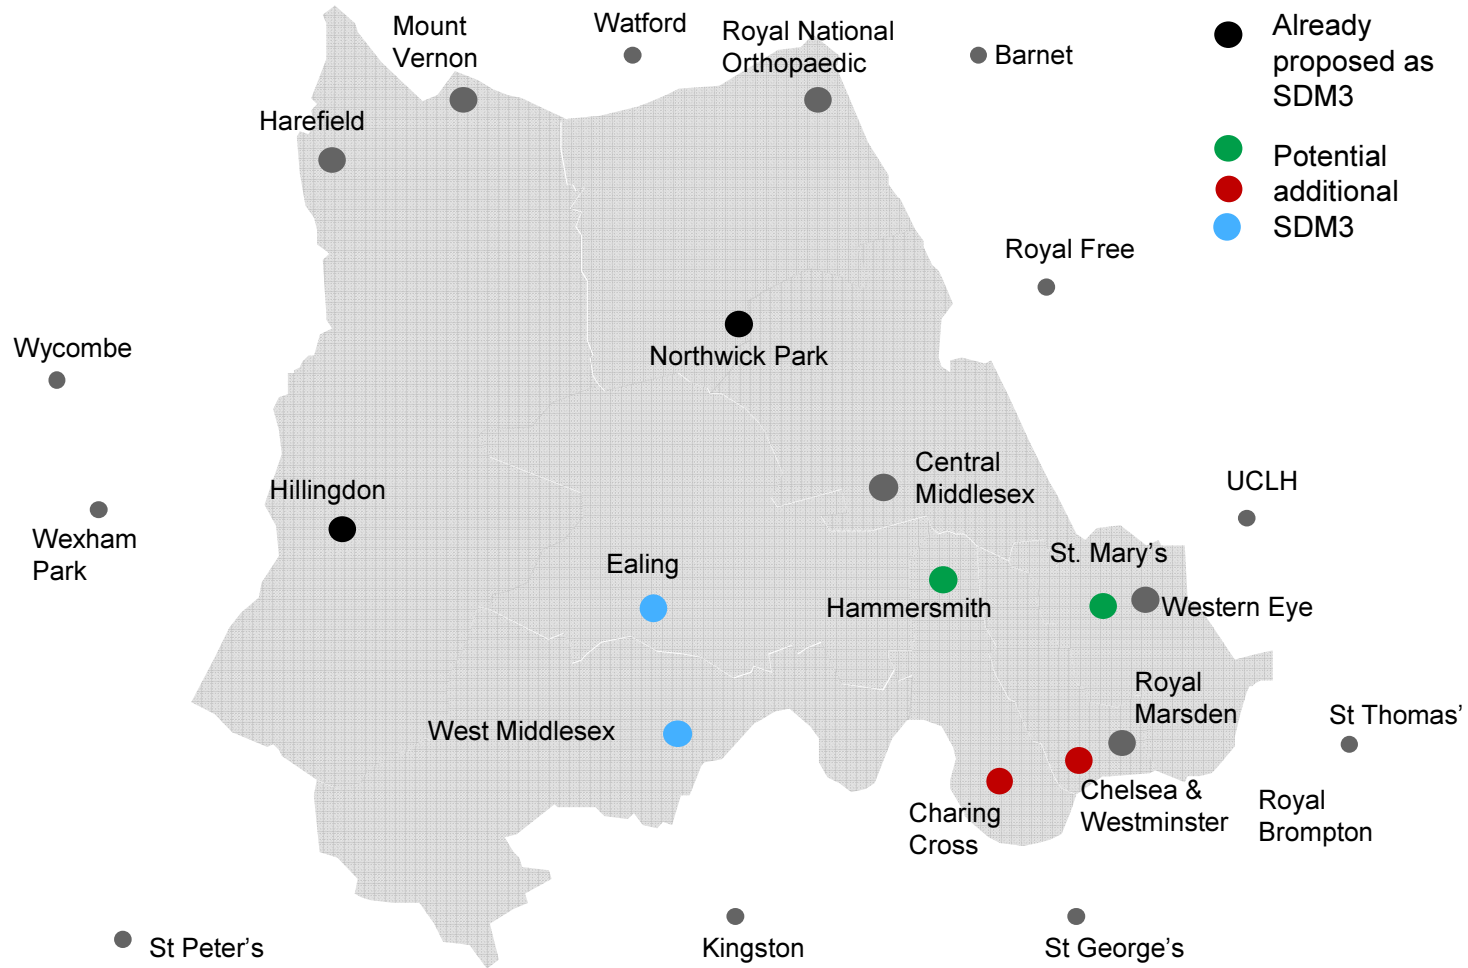 Mount
Vernon
Watford
Royal National
Orthopaedic
Barnet
Already
proposed as
SDM3
Potential
additional
SDM3
Harefield
Royal Free
Wycombe
Northwick Park
Central
Middlesex
Hillingdon
UCLH
Wexham
Park
Ealing
St. Mary’s
Hammersmith
Western Eye
Royal
Marsden
West Middlesex
St Thomas’
Charing
Cross
Chelsea &
Westminster
Royal
Brompton
St Peter’s
Kingston
St George’s